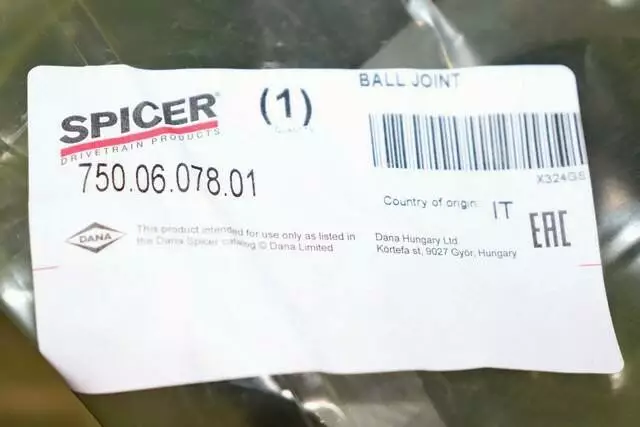 BALL JOINT
SPICER®
(1)
DRIVETRAIN PRODUCTS
750.06.078.01
X324GS
Country of origin IT
EAC
DANA
This product intended for use only as listed in
the Dana Spicer catalog © Dana Limited
Dana Hungary Ltd.
Körtefa st, 9027 Győr, Hungary